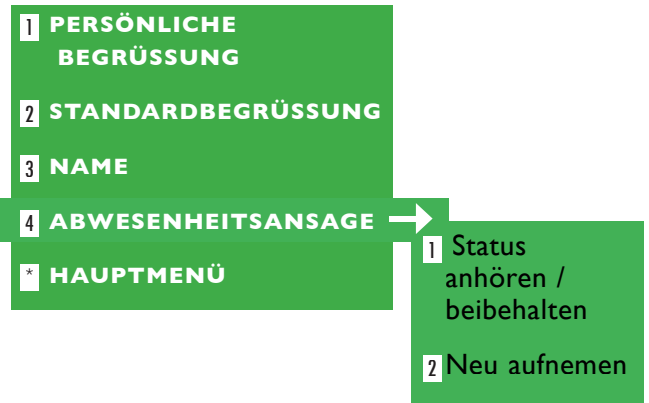 1 PERSÖNLICHE
BEGRÜSSUNG
2 STANDARDBEGRÜSSUNG
3 NAME
4 ABWESENHEITSANSAGE
* HAUPTMENÜ
1 Status
anhören /
beibehalten
2 Neu aufnemen